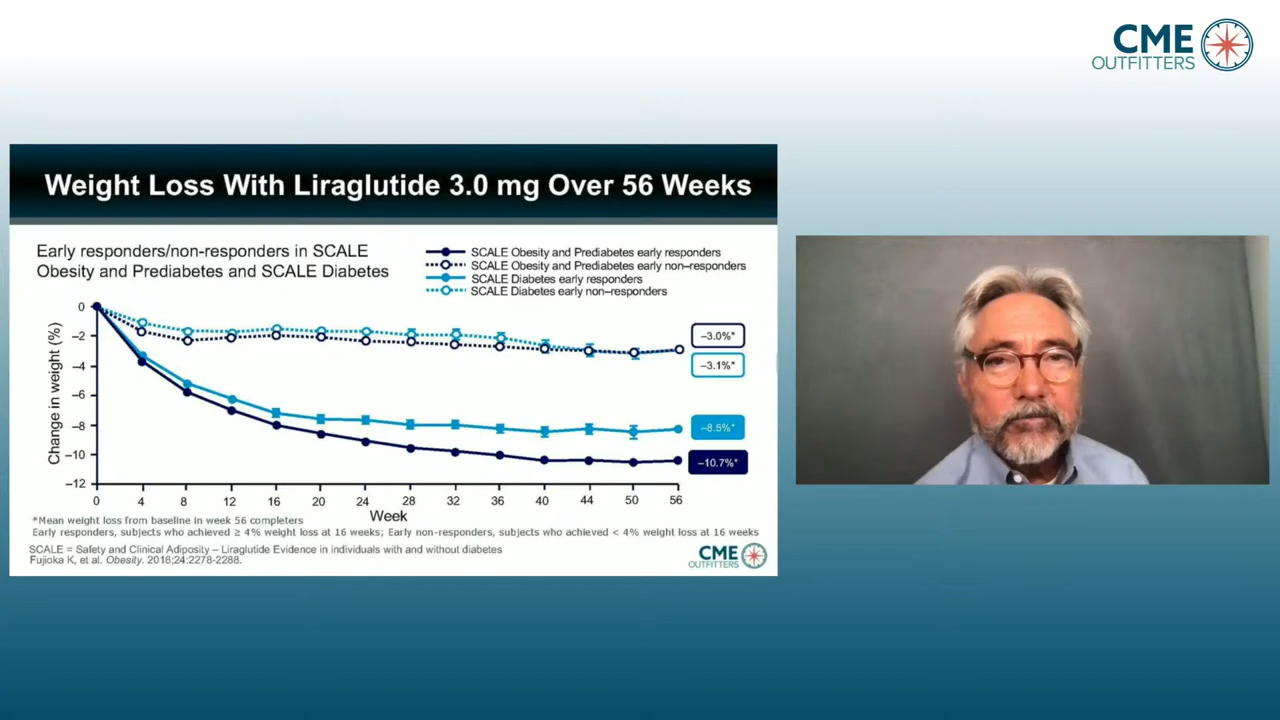 CME
OUTFITTERS
Weight Loss With Liraglutide 3.0 mg Over 56 Weeks
Early responders/non-responders in SCALE
Obesity and Prediabetes and SCALE Diabetes
SCALE Obesity and Prediabetes early responders
SCALE Obesity and Prediabetes early non–responders
SCALE Diabetes early responders
SCALE Diabetes early non–responders
Change in weight (%)
0
–2
–4
–6
–8
–10
–12
–3.0%*
–3.1%*
–8.5%*
–10.7%*
0 4 8 12 16 20 24 28 32 36 40 44 50 56
Week
*Mean weight loss from baseline in week 56 completers
Early responders, subjects who achieved ≥ 4% weight loss at 16 weeks; Early non-responders, subjects who achieved < 4% weight loss at 16 weeks
SCALE = Safety and Clinical Adiposity – Liraglutide Evidence in individuals with and without diabetes
Fujioka K, et al. Obesity. 2016;24:2278-2288.
CME
OUTFITTERS